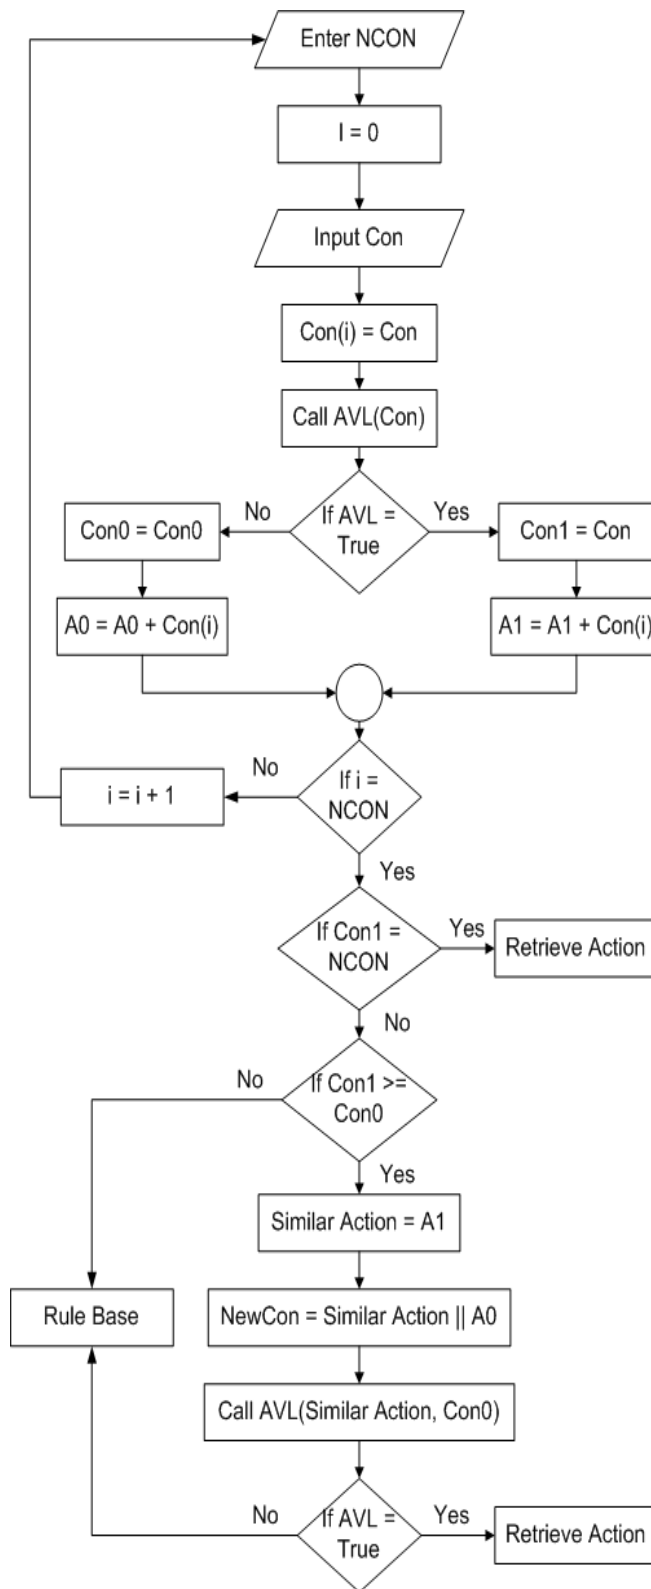 Enter NCON
I = 0
Input Con
Con(i) = Con
Call AVL(Con)
If AVL =
True
No
Yes
Con0 = Con0
Con1 = Con
A0 = A0 + Con(i)
A1 = A1 + Con(i)
If i =
NCON
No
i = i + 1
Yes
If Con1 =
NCON
Yes
Retrieve Action
No
If Con1 >=
Con0
No
Yes
Similar Action = A1
Rule Base
NewCon = Similar Action || A0
Call AVL(Similar Action, Con0)
If AVL =
True
No
Yes
Retrieve Action